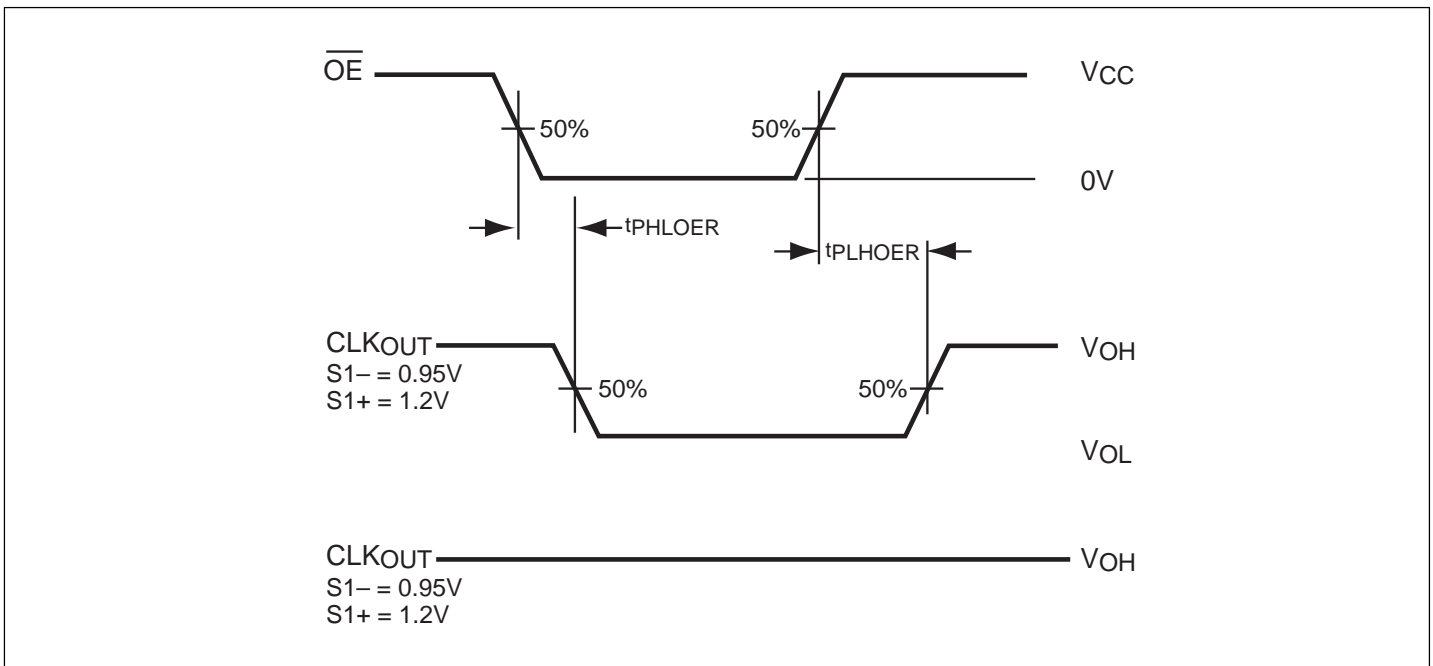 OE VCC
50% 50%
0V
tPHLOER
tPLHOER
CLKOUT VOH
S1– = 0.95V
S1+ = 1.2V
50% 50%
VOL
CLKOUT VOH
S1– = 0.95V
S1+ = 1.2V